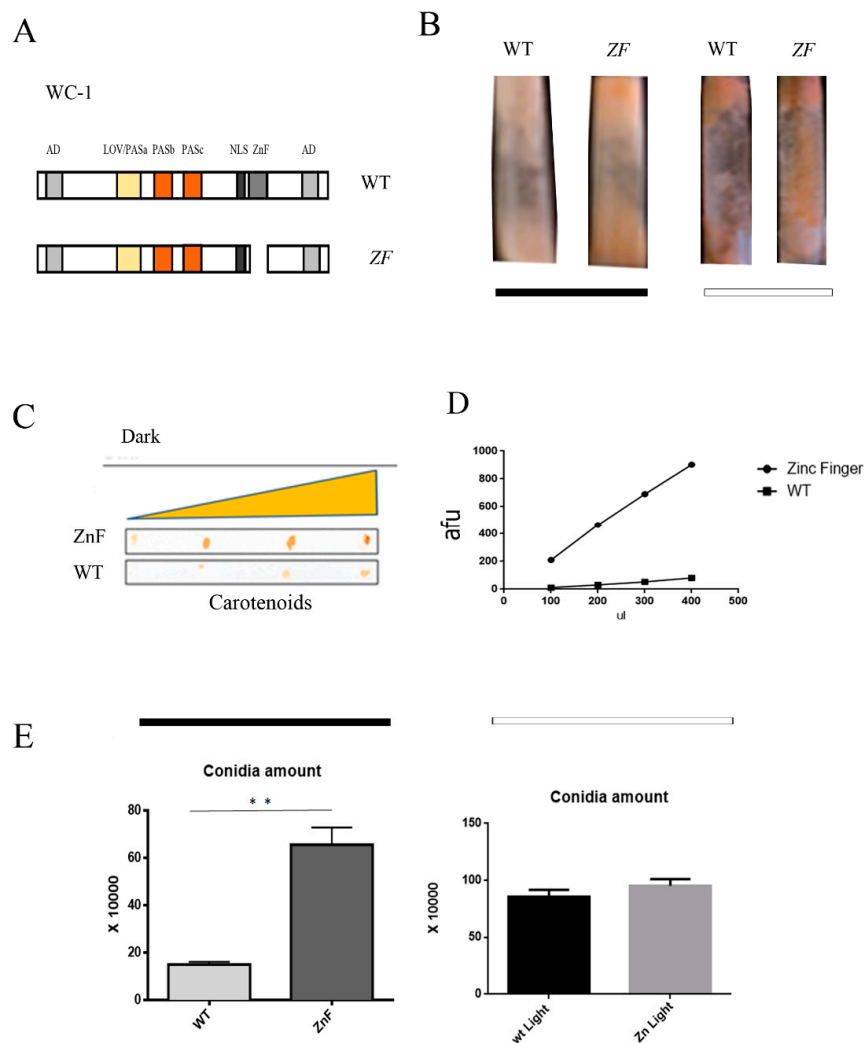 A
WC-1
AD LOV/PASa PASb PASc NLS ZnF AD
WT
ZF
B
WT ZF WT ZF
C
Dark
ZnF
WT
Carotenoids
D
1000
800
600
400
200
0
afu
0 100 200 300 400 500
ul
Zinc Finger
WT
E
Conidia amount
80
60
40
20
0
X 10000
* *
WT
ZnF
Conidia amount
150
100
50
0
X 10000
wt Light
Zn Light